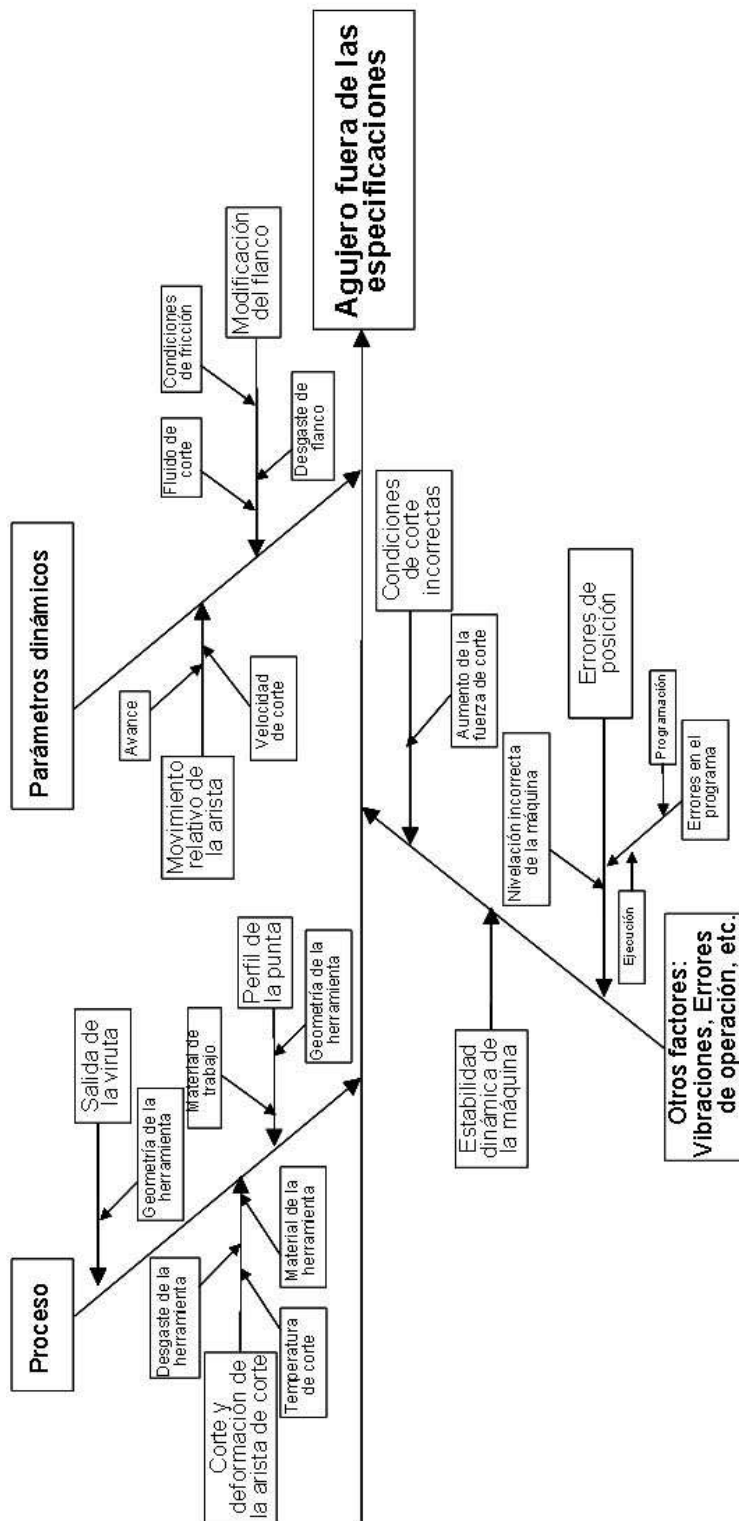 Proceso
Salida de
la viruta
Geometría de la
herramienta
Material de
trabajo
Perfil de
la punta
Geometría de la
herramienta
Desgaste de la
herramienta
Corte y
deformación de
la arista de corte
Temperatura
de corte
Material de la
herramienta
Parámetros dinámicos
Avance
Movimiento
relativo de
la arista
Velocidad
de corte
Fluido de
corte
Condiciones
de fricción
Modificación
del flanco
Desgaste de
flanco
Agujero fuera de las
especificaciones
Condiciones
de corte
incorrectas
Aumento de la
fuerza de corte
Estabilidad
dinámica de
la máquina
Nivelación incorrecta
de la máquina
Errores de
posición
Programación
Errores en el
programa
Ejecución
Otros factores:
Vibraciones, Errores
de operación, etc.